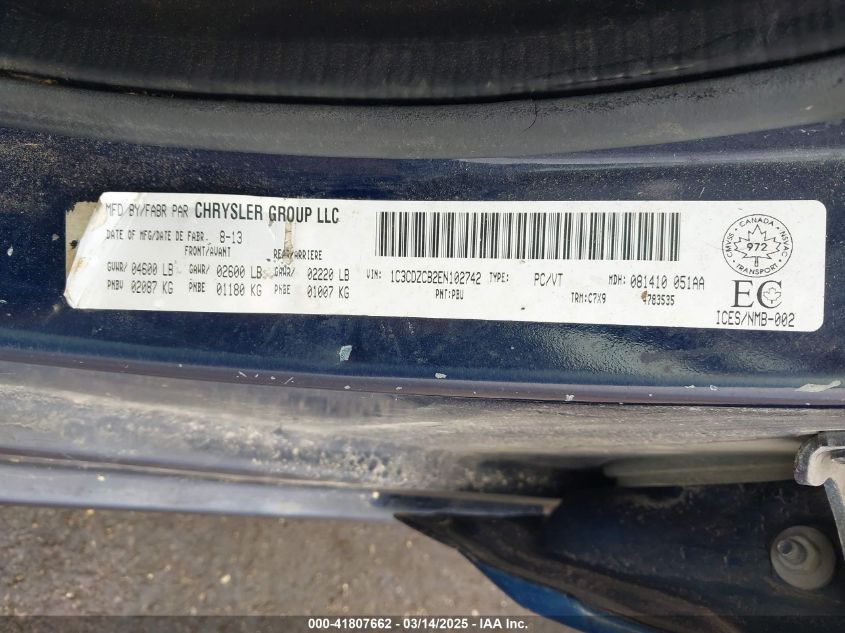 MFD BY/FABR PAR CHRYSLER GROUP LLC
DATE OF MFG/DATE DE FABR. 8-13
FRONT/AVANT REAR/ARRIERE
GVWR/ 04600 LB GAWR/ 02600 LB GAWR/ 02220 LB
PNBV 02087 KG PNBE 01180 KG PNBE 01007 KG
VIN: 1C3CDZCB2EN102742 TYPE: PC/VT MDH: 081410 051AA
PNT:PBU TRM:C7X9 4783535
CANADA
CMVSS NSVAC
972
TRANSPORT
EC
ICES/NMB-002
000-41807662 - 03/14/2025 - IAA Inc.